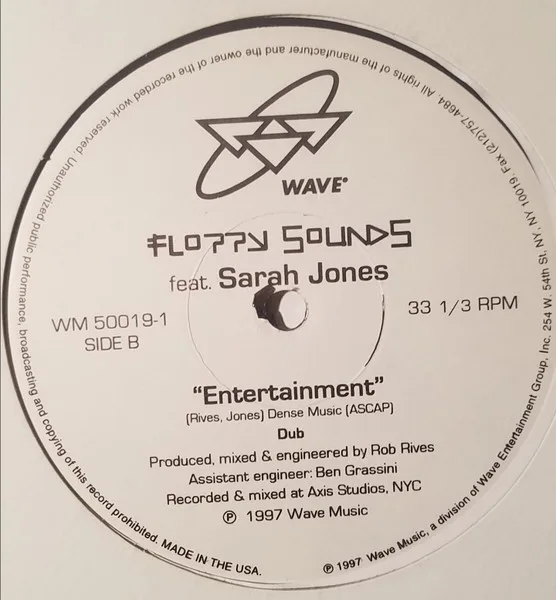 WAVE
FLOPPY SOUNDS
feat. Sarah Jones
WM 50019-1
SIDE B
33 1/3 RPM
“Entertainment”
(Rives, Jones) Dense Music (ASCAP)
Dub
Produced, mixed & engineered by Rob Rives
Assistant engineer: Ben Grassini
Recorded & mixed at Axis Studios, NYC
℗ 1997 Wave Music
℗ 1997 Wave Music, a division of Wave Entertainment Group, Inc. 254 W. 54th St. NY, NY 10019. Fax (212)757-4684. All rights of the manufacturer and the owner of the recorded work reserved. Unauthorized public performance, broadcasting and copying of this record prohibited. MADE IN THE USA.